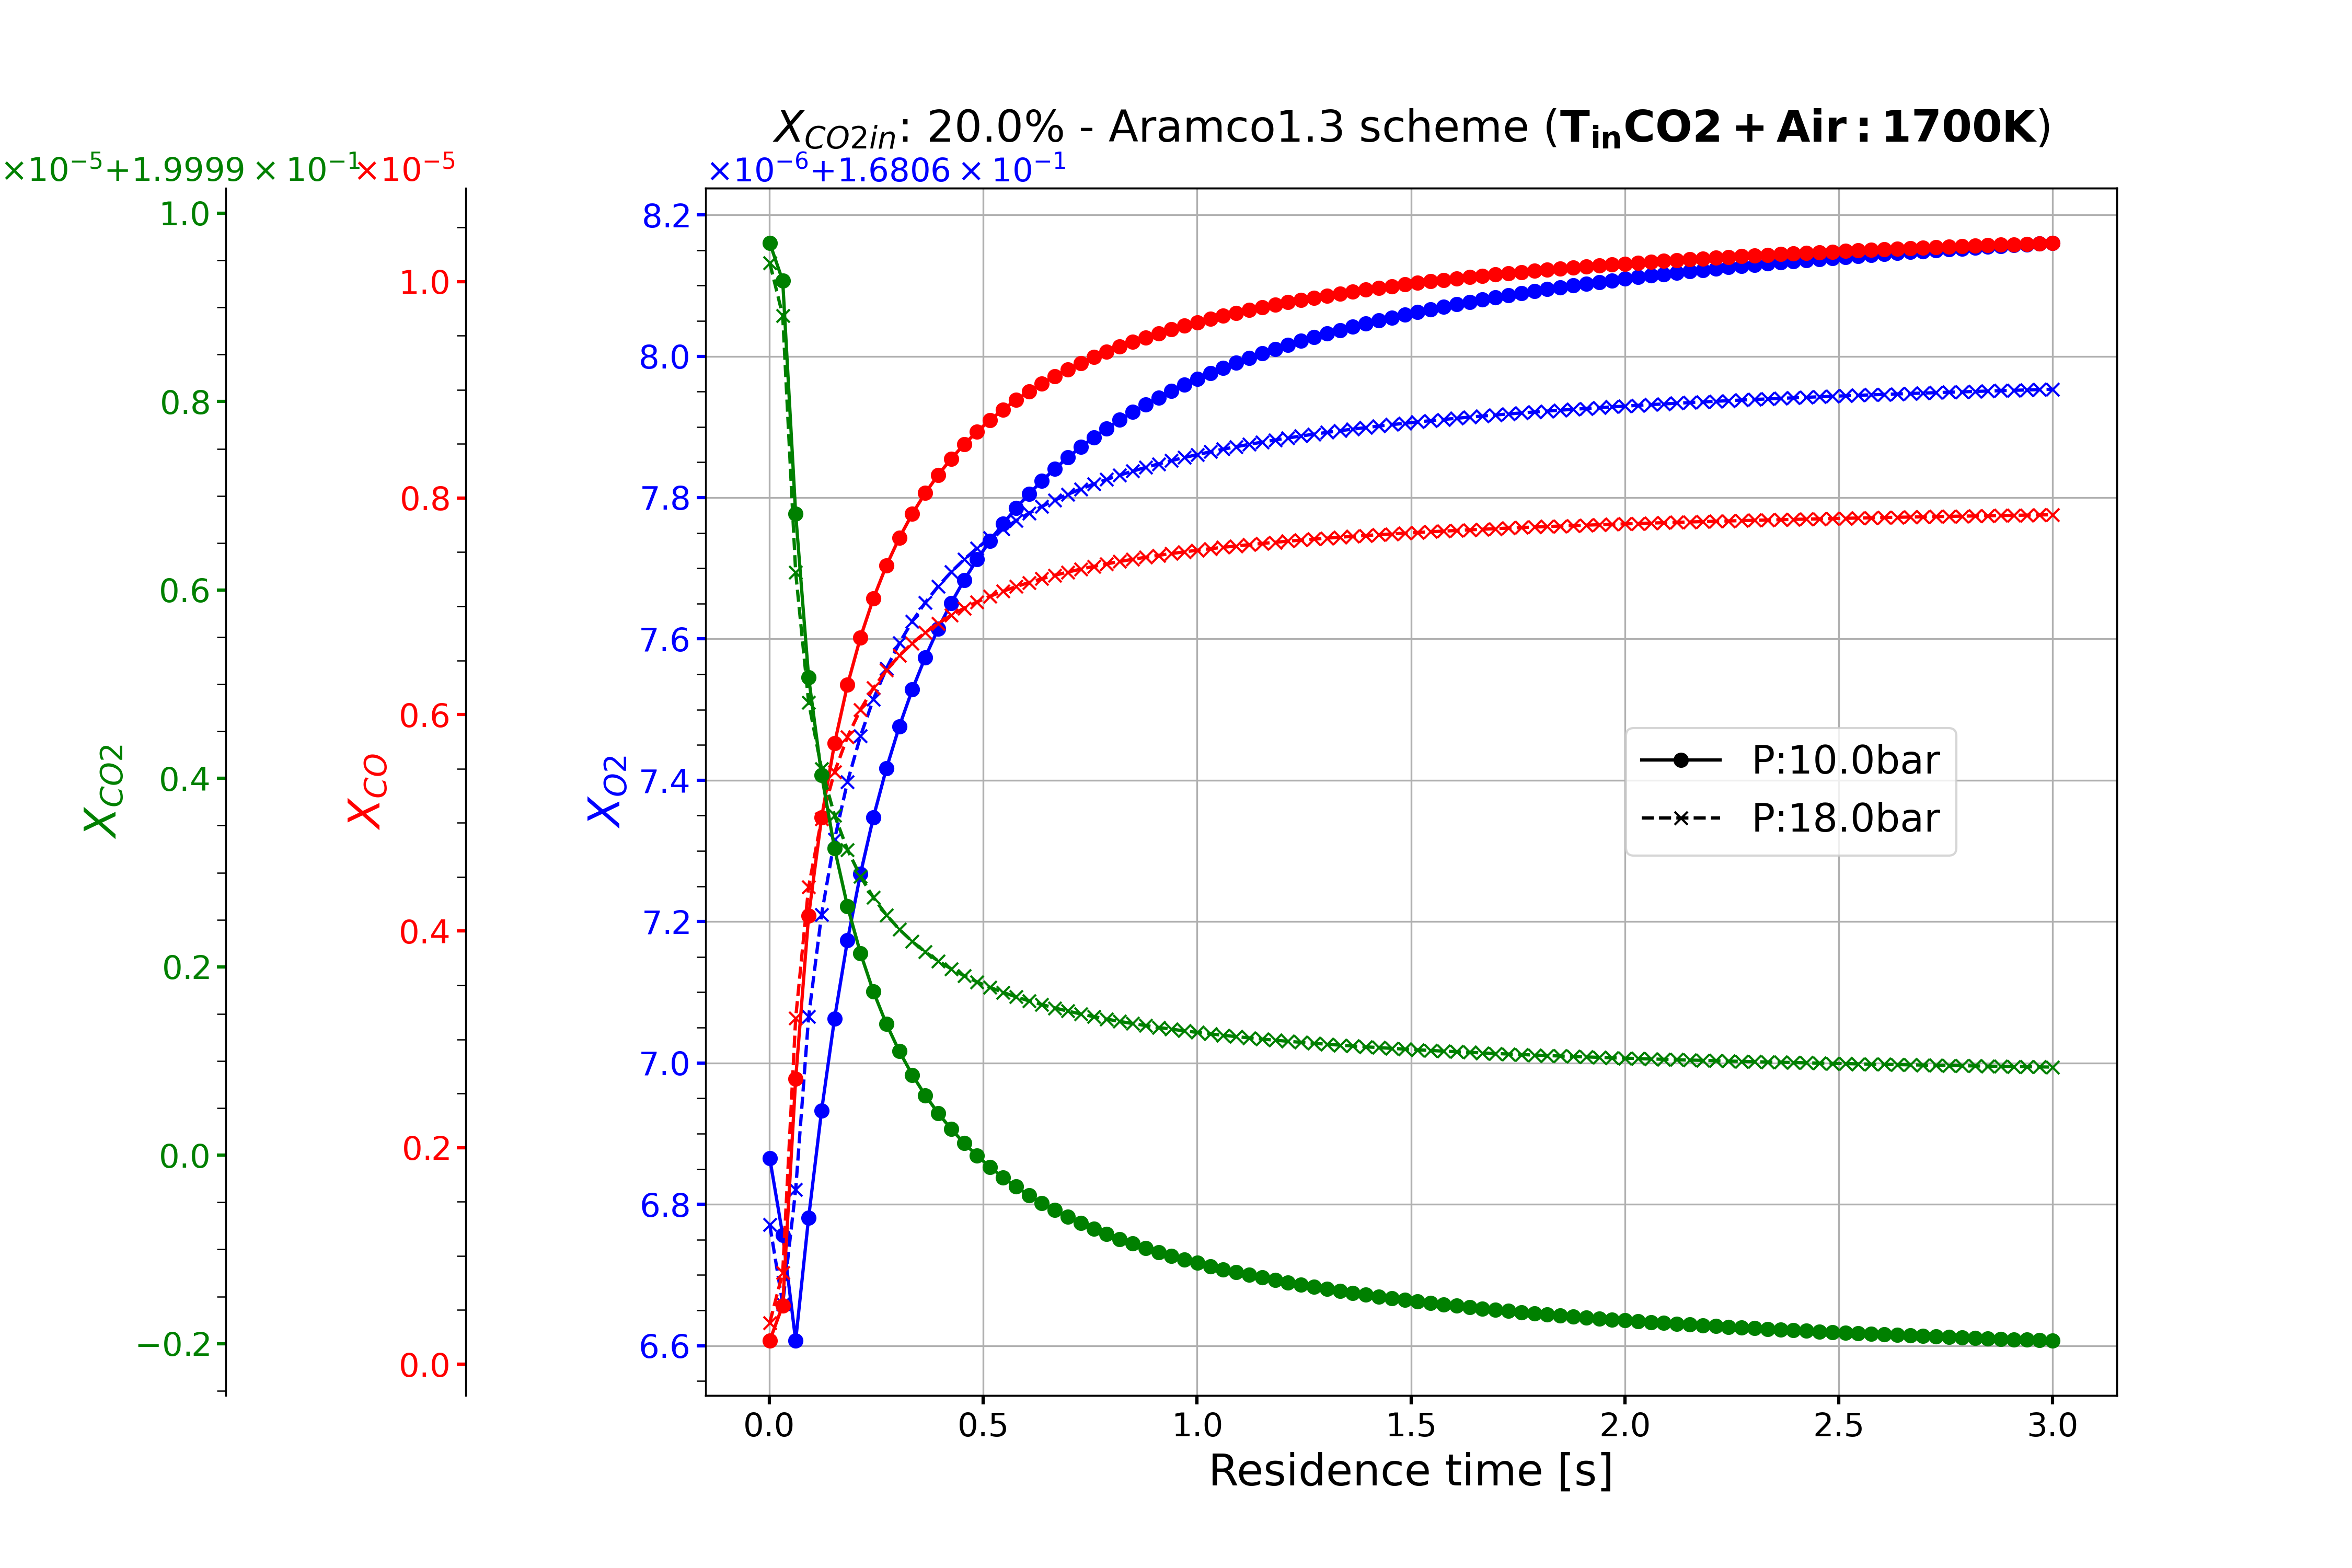 X_CO2in: 20.0% - Aramco1.3 scheme (T_inCO2 + Air : 1700K)
×10⁻⁵+1.9999 × 10⁻¹
×10⁻⁵
×10⁻⁶+1.6806 × 10⁻¹
1.0
0.8
0.6
0.4
0.2
0.0
−0.2
X_CO2
1.0
0.8
0.6
0.4
0.2
0.0
X_CO
8.2
8.0
7.8
7.6
7.4
7.2
7.0
6.8
6.6
X_O2
P:10.0bar
P:18.0bar
0.0 0.5 1.0 1.5 2.0 2.5 3.0
Residence time [s]